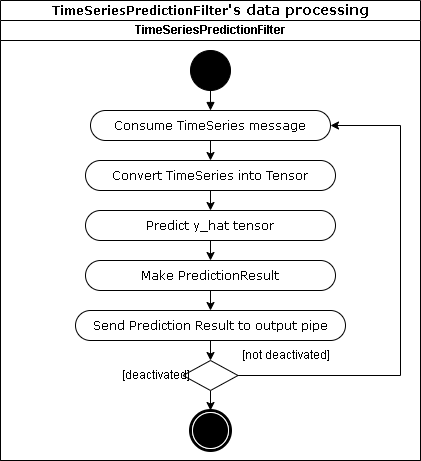 TimeSeriesPredictionFilter's data processing
TimeSeriesPredictionFilter
Consume TimeSeries message
Convert TimeSeries into Tensor
Predict y_hat tensor
Make PredictionResult
Send Prediction Result to output pipe
[not deactivated]
[deactivated]